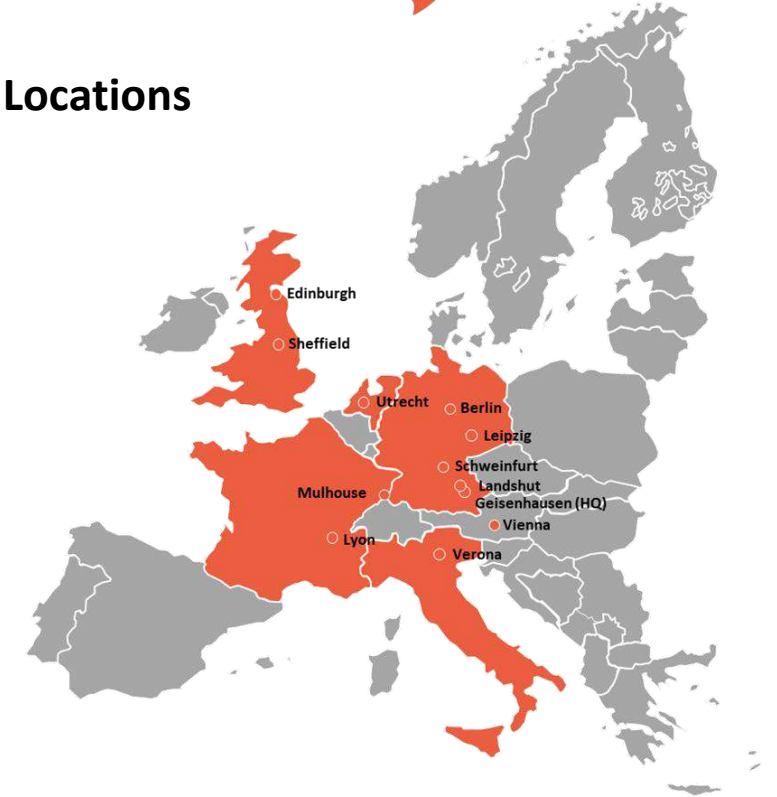 Locations
Edinburgh
Sheffield
Utrecht
Berlin
Leipzig
Schweinfurt
Landshut
Mulhouse
Geisenhausen (HQ)
Vienna
Lyon
Verona